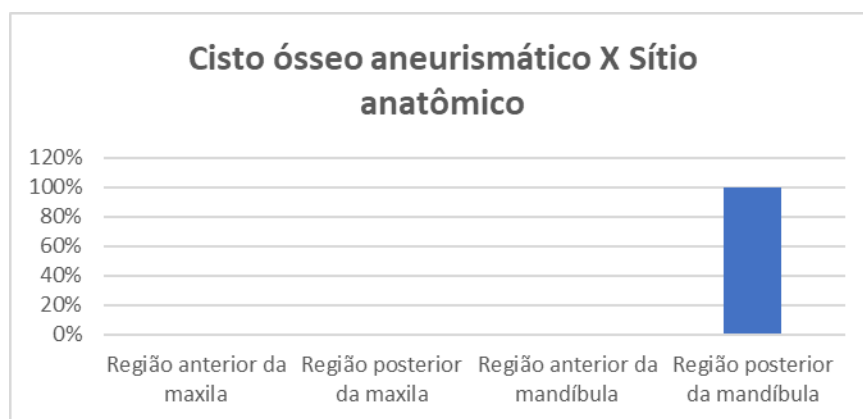 Cisto ósseo aneurismático X Sítio
anatômico
120%
100%
80%
60%
40%
20%
0%
Região anterior da
maxila
Região posterior
da maxila
Região anterior da
mandíbula
Região posterior
da mandíbula